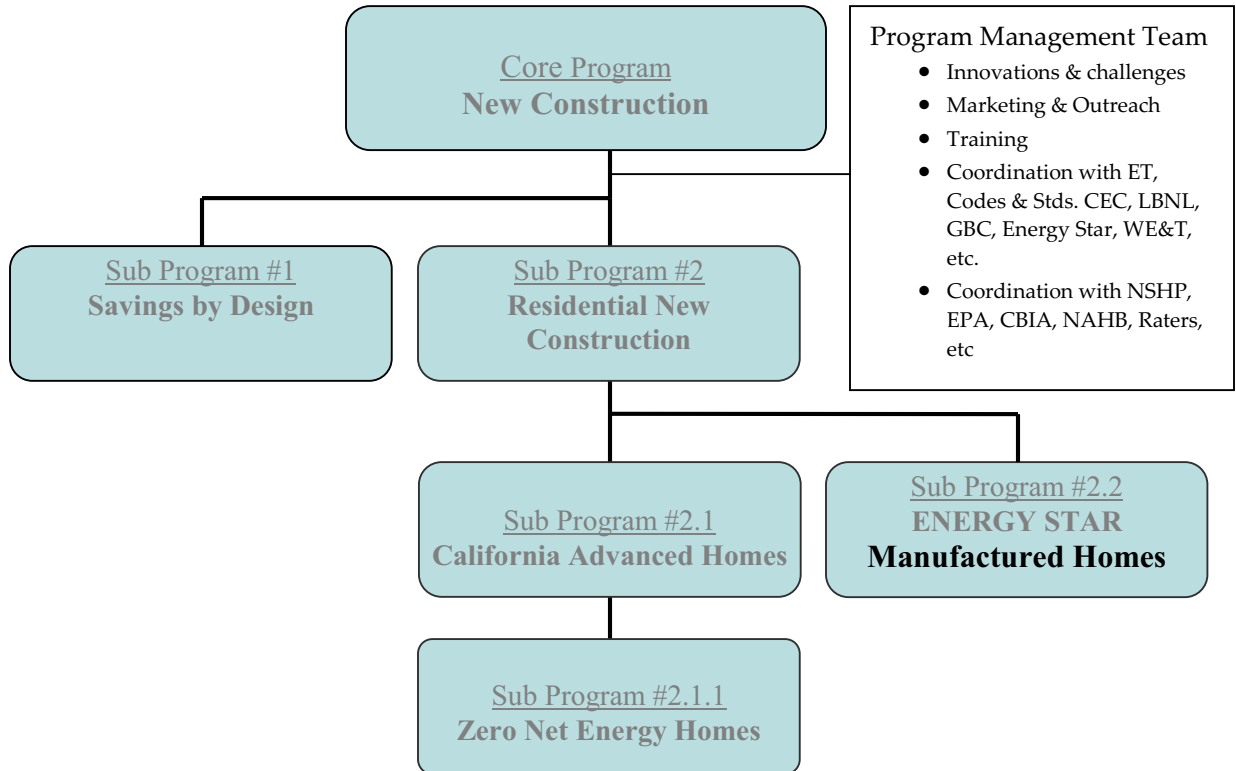 Core Program
New Construction
Program Management Team
• Innovations & challenges
• Marketing & Outreach
• Training
• Coordination with ET,
Codes & Stds. CEC, LBNL,
GBC, Energy Star, WE&T,
etc.
• Coordination with NSHP,
EPA, CBIA, NAHB, Raters,
etc
Sub Program #1
Savings by Design
Sub Program #2
Residential New
Construction
Sub Program #2.1
California Advanced Homes
Sub Program #2.2
ENERGY STAR
Manufactured Homes
Sub Program #2.1.1
Zero Net Energy Homes